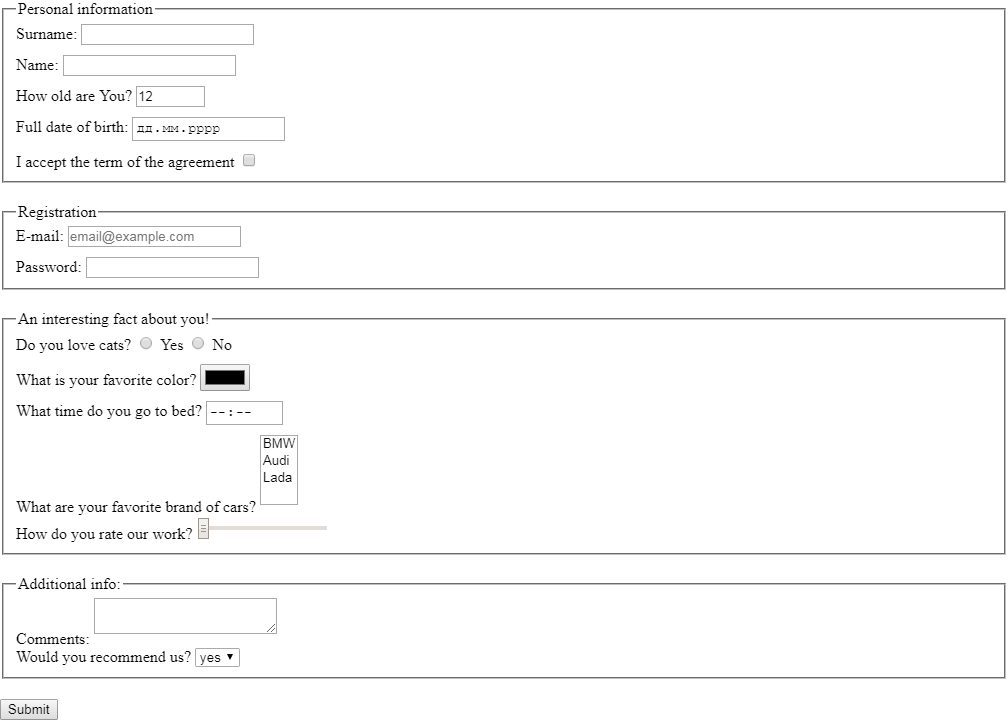 Personal information
Surname:
Name:
How old are You? 12
Full date of birth: дд.мм.рррр
I accept the term of the agreement
Registration
E-mail: email@example.com
Password:
An interesting fact about you!
Do you love cats? Yes No
What is your favorite color?
What time do you go to bed? --:--
BMW
Audi
Lada
What are your favorite brand of cars?
How do you rate our work?
Additional info:
Comments:
Would you recommend us? yes
Submit